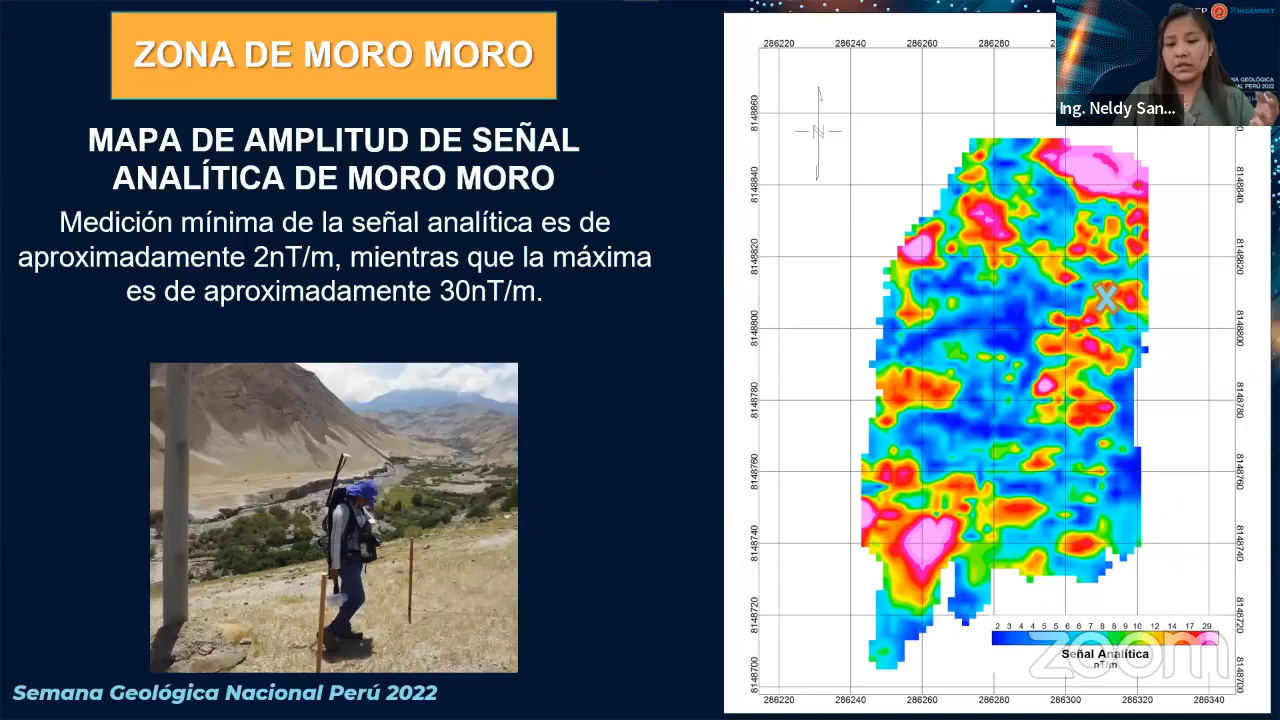 ZONA DE MORO MORO
MAPA DE AMPLITUD DE SEÑAL
ANALÍTICA DE MORO MORO
Medición mínima de la señal analítica es de
aproximadamente 2nT/m, mientras que la máxima
es de aproximadamente 30nT/m.
Semana Geológica Nacional Perú 2022
286220 286240 286260 286280
8148860
8148840
8148820
8148800
8148780
8148760
8148740
8148720
8148700
N
X
8148840
8148820
8148800
8148780
8148760
8148740
8148720
8148700
2 3 4 4 5 6 6 7 8 8 9 10 12 14 17 29
Señal Analítica
nT/m
zoom
286220 286240 286260 286280 286300 286320 286340
INGEMMET
Ing. Neldy San...